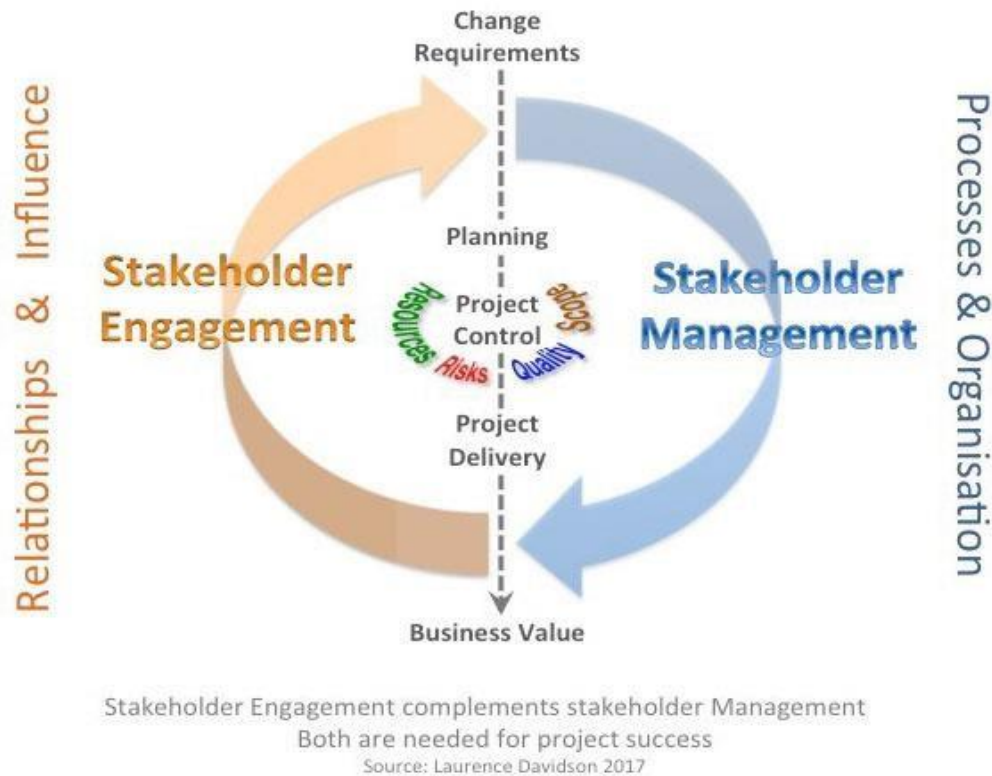 Change
Requirements
Relationships & Influence
Processes & Organisation
Planning
Stakeholder
Engagement
Resources
Risks
Project
Control
Scope
Quality
Stakeholder
Management
Project
Delivery
Business Value
Stakeholder Engagement complements stakeholder Management
Both are needed for project success
Source: Laurence Davidson 2017